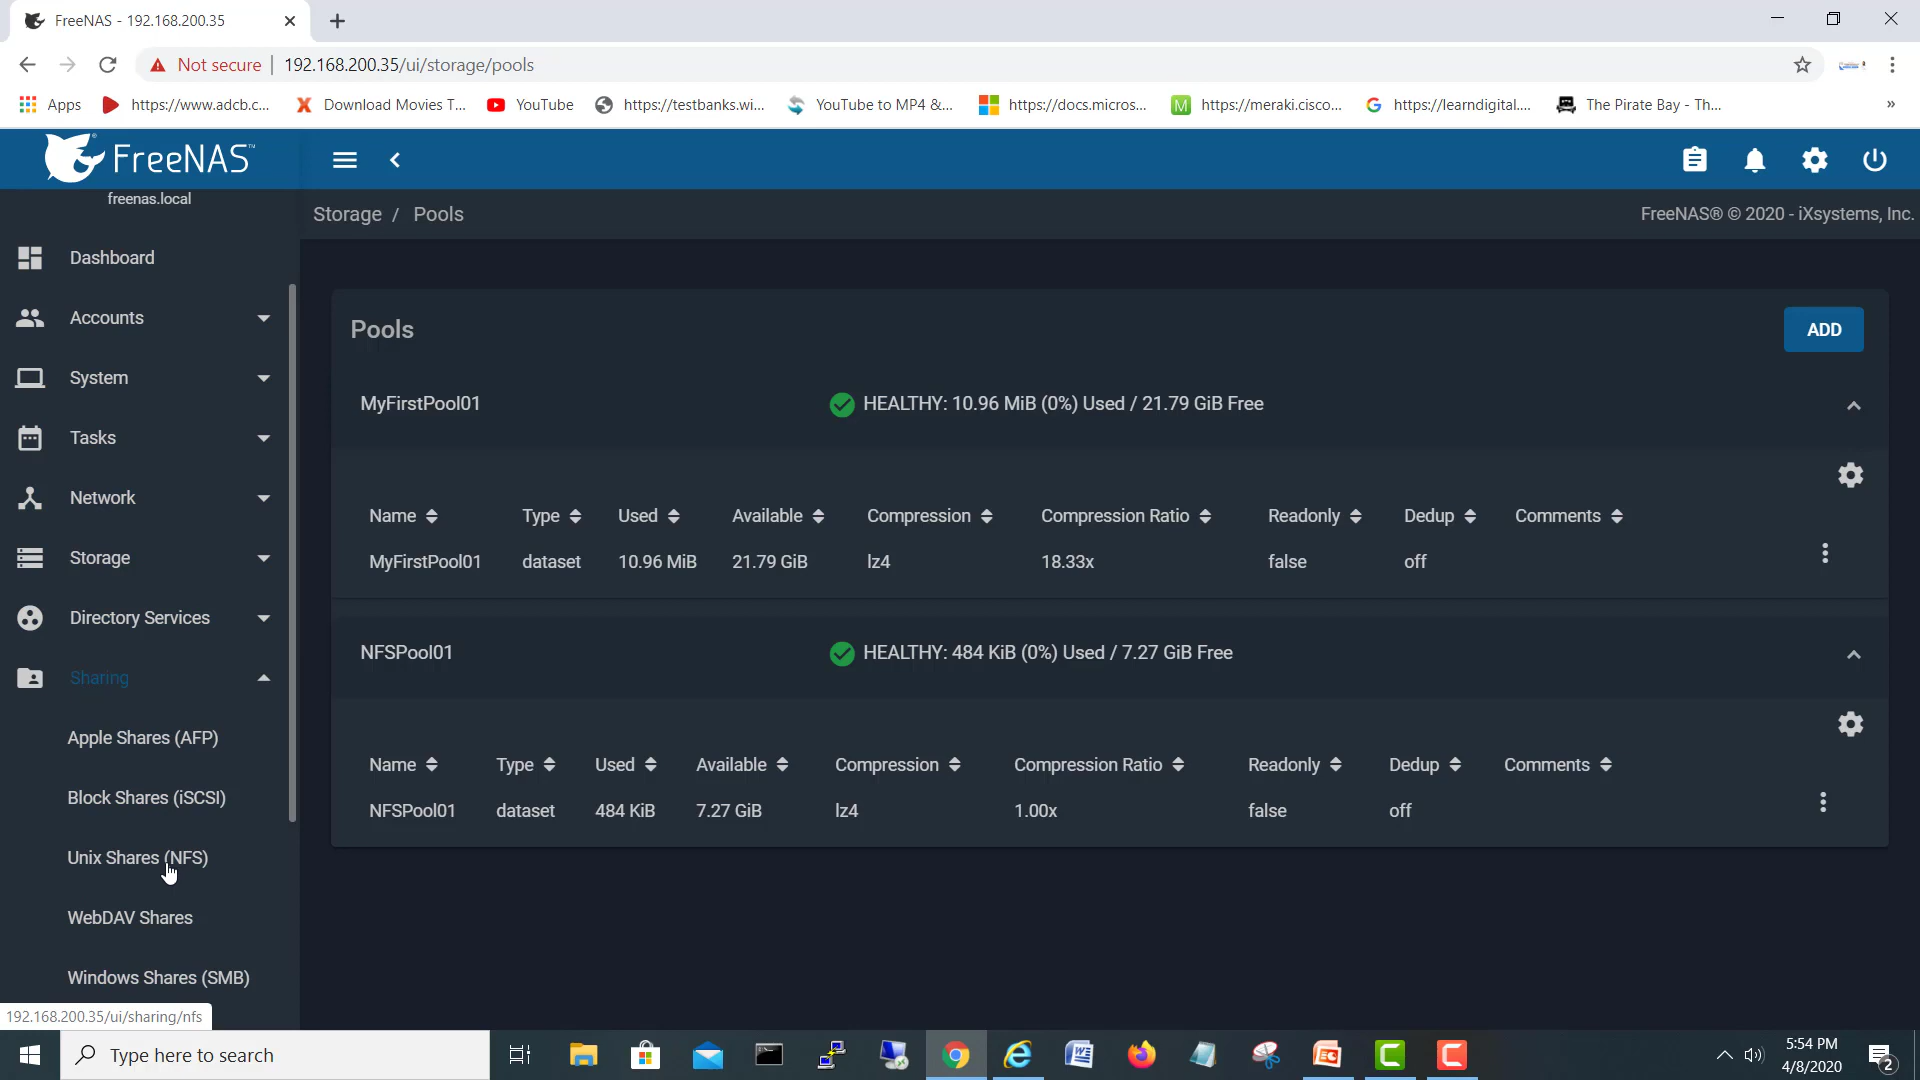 FreeNAS - 192.168.200.35
Not secure | 192.168.200.35/ui/storage/pools
Apps https://www.adcb.c... Download Movies T... YouTube https://testbanks.wi... YouTube to MP4 &... https://docs.micros... https://meraki.cisco... https://learndigital.... The Pirate Bay - Th... »
FreeNAS™
freenas.local
Storage / Pools
FreeNAS® © 2020 - iXsystems, Inc.
Dashboard
Accounts
System
Tasks
Network
Storage
Directory Services
Sharing
Apple Shares (AFP)
Block Shares (iSCSI)
Unix Shares (NFS)
WebDAV Shares
Windows Shares (SMB)
192.168.200.35/ui/sharing/nfs
Pools
ADD
MyFirstPool01 HEALTHY: 10.96 MiB (0%) Used / 21.79 GiB Free
Name Type Used Available Compression Compression Ratio Readonly Dedup Comments
MyFirstPool01 dataset 10.96 MiB 21.79 GiB lz4 18.33x false off
NFSPool01 HEALTHY: 484 KiB (0%) Used / 7.27 GiB Free
Name Type Used Available Compression Compression Ratio Readonly Dedup Comments
NFSPool01 dataset 484 KiB 7.27 GiB lz4 1.00x false off
Type here to search
5:54 PM
4/8/2020
2